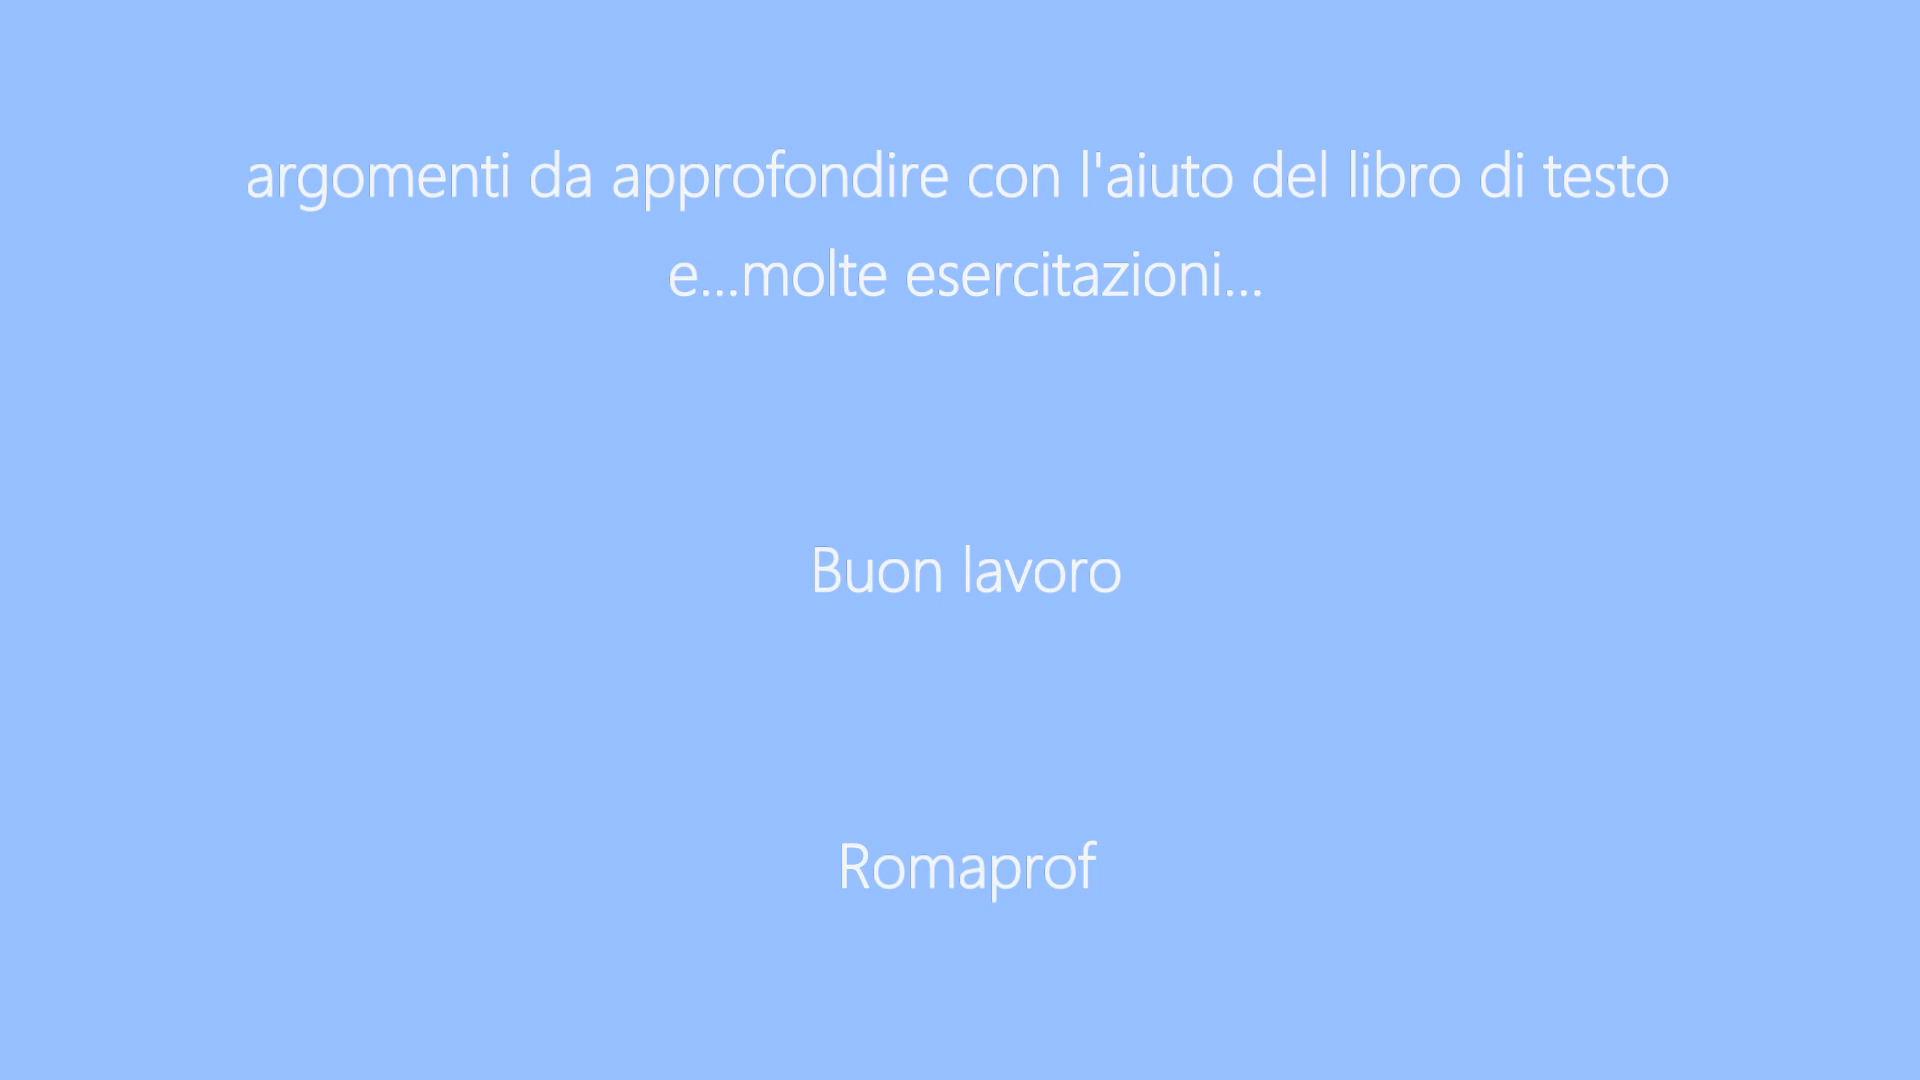 argomenti da approfondire con l'aiuto del libro di testo
e...molte esercitazioni...
Buon lavoro
Romaprof